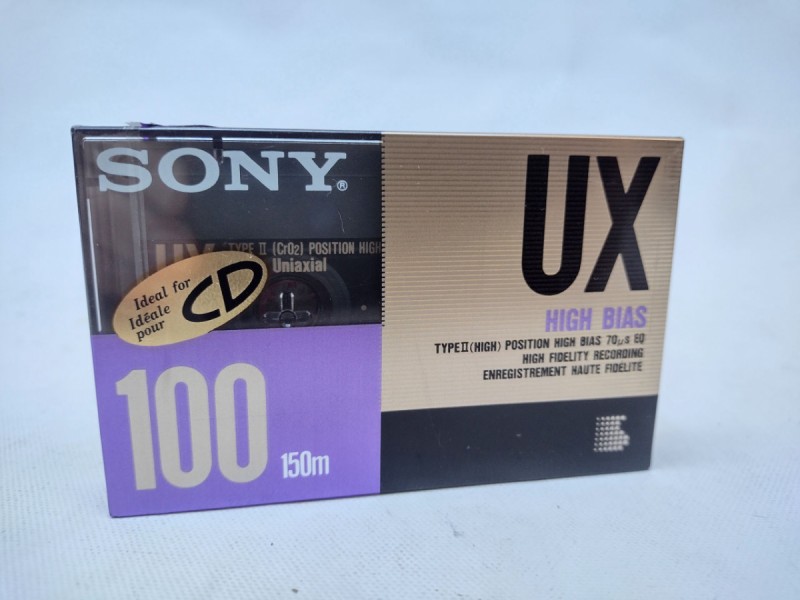 SONY®
UX TYPE II (CrO2) POSITION HIGH
Uniaxial
Ideal for
Idéale
pour
CD
100 150m
UX
HIGH BIAS
TYPE II (HIGH) POSITION HIGH BIAS 70μs EQ
HIGH FIDELITY RECORDING
ENREGISTREMENT HAUTE FIDELITE